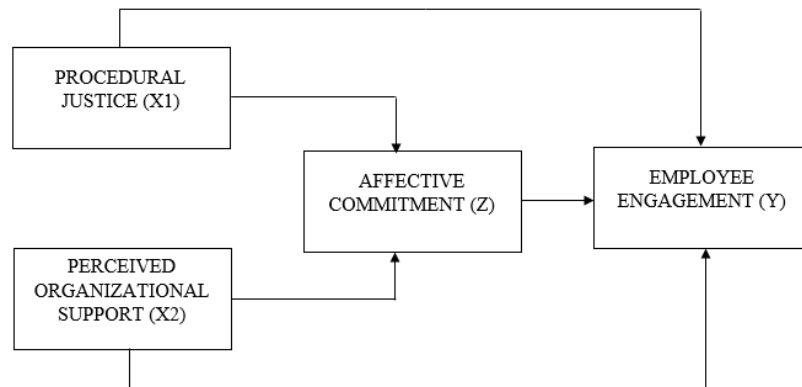 PROCEDURAL
JUSTICE (X1)
AFFECTIVE
COMMITMENT (Z)
EMPLOYEE
ENGAGEMENT (Y)
PERCEIVED
ORGANIZATIONAL
SUPPORT (X2)